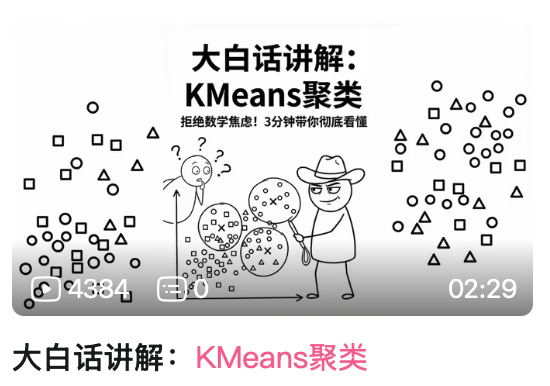 大白话讲解：
KMeans聚类
拒绝数学焦虑！3分钟带你彻底看懂
? ? ? ? ?
4384 0 02:29
大白话讲解：KMeans聚类